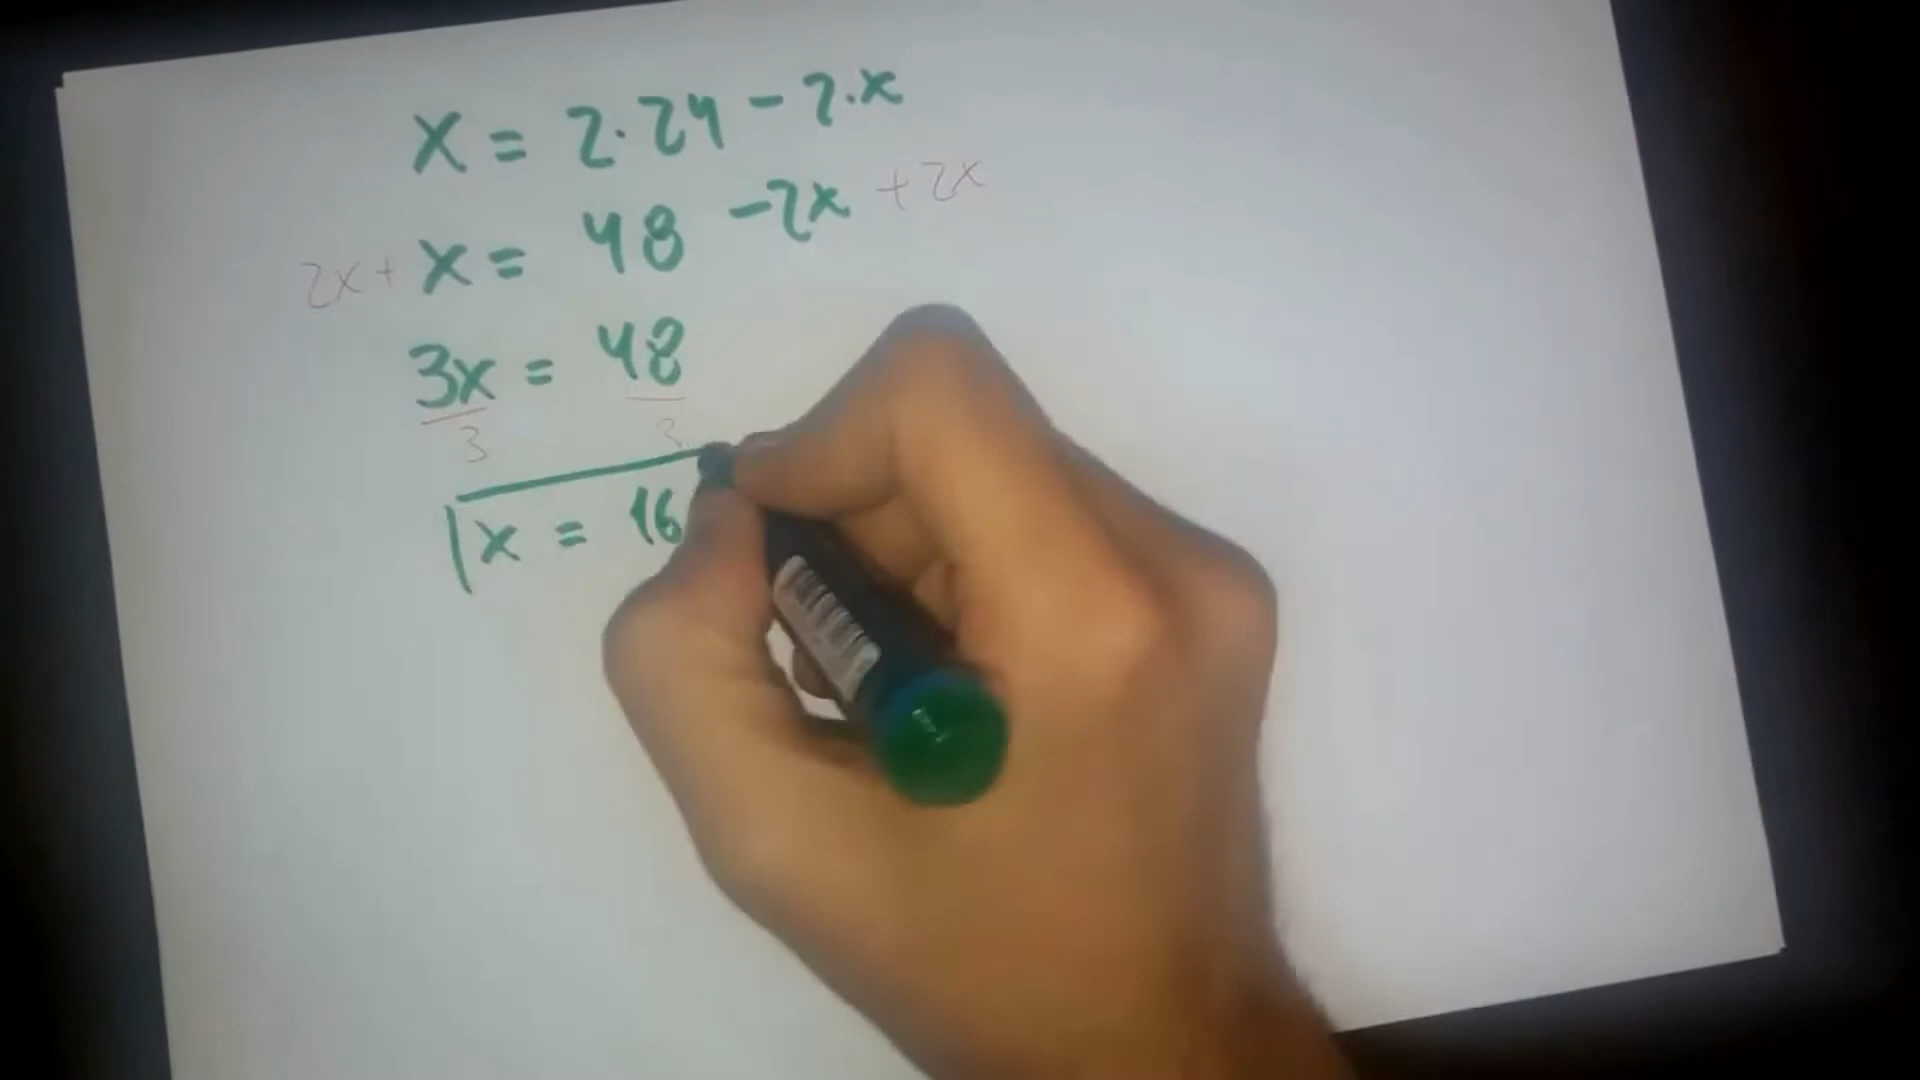 x = 2·24 - 2·x
2x + x = 48 - 2x + 2x
3x = 48
3 3
x = 16